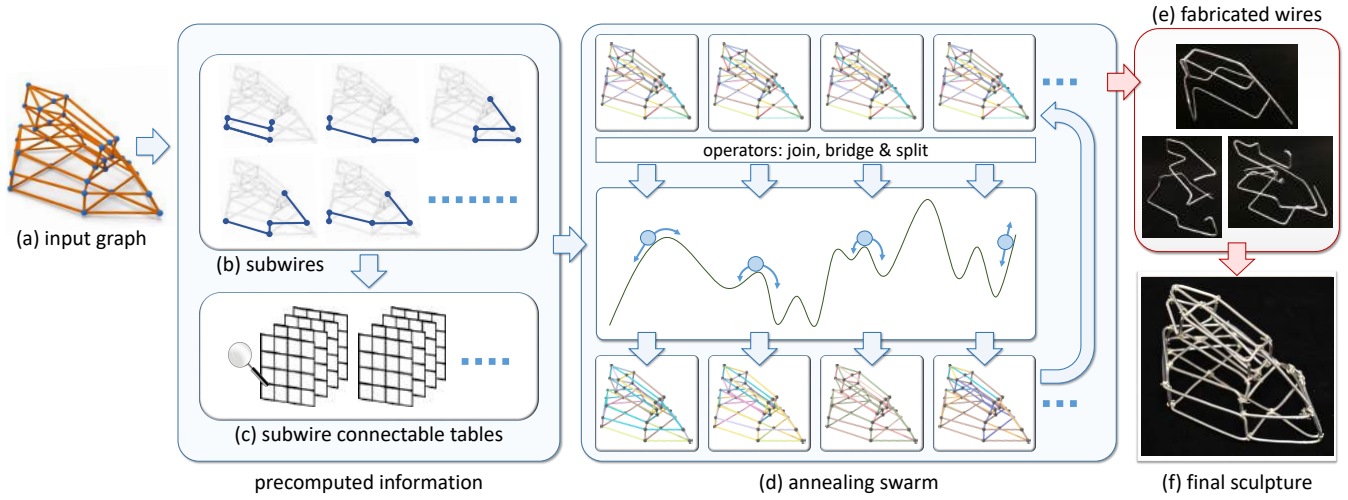 (a) input graph
(b) subwires
(c) subwire connectable tables
precomputed information
operators: join, bridge & split
(d) annealing swarm
(e) fabricated wires
(f) final sculpture